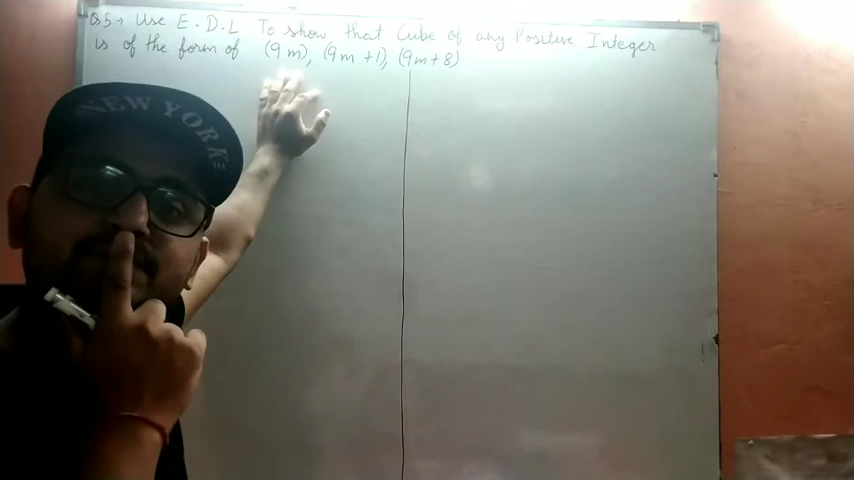 Q5 → Use E.D.L To show that Cube of any Positive Integer
is of the form of (9m), (9m+1), (9m+8)
NEW YORK